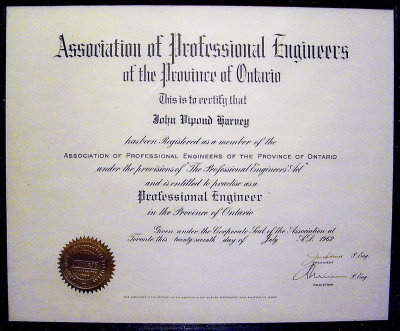 Association of Professional Engineers
of the Province of Ontario
This is to certify that
John Vipond Harvey
has been Registered as a member of the
ASSOCIATION OF PROFESSIONAL ENGINEERS OF THE PROVINCE OF ONTARIO
under the provisions of "The Professional Engineers' Act"
and is entitled to practise as a
Professional Engineer
in the Province of Ontario
Given under the Corporate Seal of the Association at
Toronto this twenty-seventh day of July A.D. 1962
P. Eng.
PRESIDENT
P. Eng.